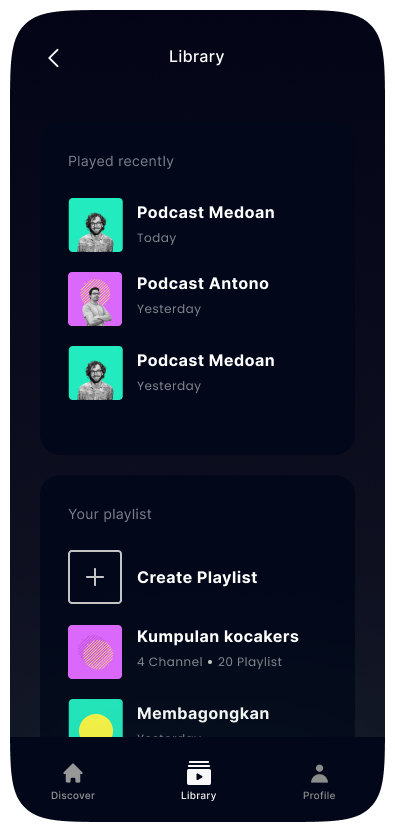 Library
Played recently
Podcast Medoan
Today
Podcast Antono
Yesterday
Podcast Medoan
Yesterday
Your playlist
Create Playlist
Kumpulan kocakers
4 Channel • 20 Playlist
Membagongkan
Yesterday
Discover
Library
Profile